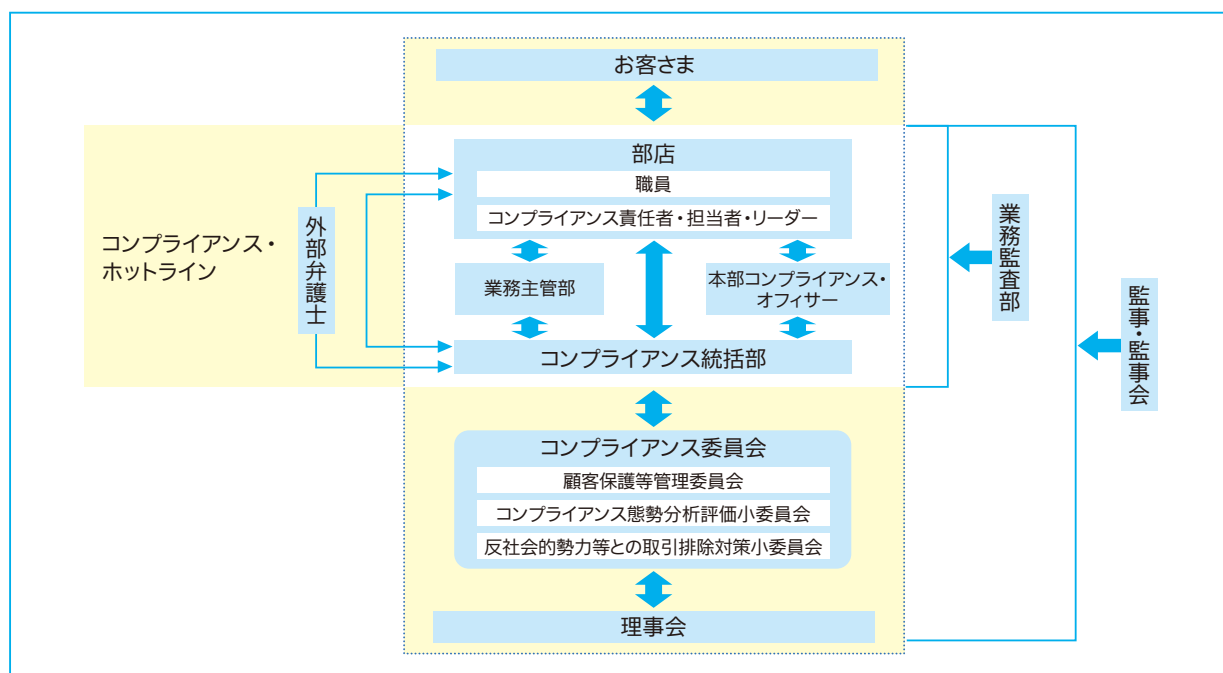 お客さま
部店
職員
コンプライアンス責任者・担当者・リーダー
コンプライアンス・
ホットライン
外部弁護士
業務主管部
本部コンプライアンス・
オフィサー
コンプライアンス統括部
業務監査部
監事・監事会
コンプライアンス委員会
顧客保護等管理委員会
コンプライアンス態勢分析評価小委員会
反社会的勢力等との取引排除対策小委員会
理事会